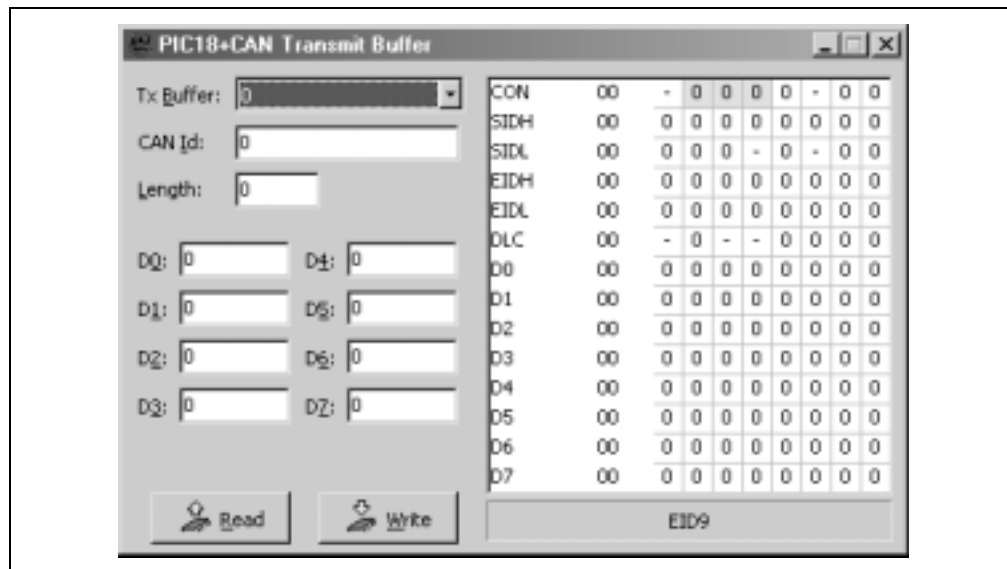 PIC18+CAN Transmit Buffer
Tx Buffer: 0
CAN Id: 0
Length: 0
D0: 0 D4: 0
D1: 0 D5: 0
D2: 0 D6: 0
D3: 0 D7: 0
Read Write
CON 00 - 0 0 0 0 - 0 0
SIDH 00 0 0 0 0 0 0 0 0
SIDL 00 0 0 0 - 0 - 0 0
EIDH 00 0 0 0 0 0 0 0 0
EIDL 00 0 0 0 0 0 0 0 0
DLC 00 - 0 - - 0 0 0 0
D0 00 0 0 0 0 0 0 0 0
D1 00 0 0 0 0 0 0 0 0
D2 00 0 0 0 0 0 0 0 0
D3 00 0 0 0 0 0 0 0 0
D4 00 0 0 0 0 0 0 0 0
D5 00 0 0 0 0 0 0 0 0
D6 00 0 0 0 0 0 0 0 0
D7 00 0 0 0 0 0 0 0 0
EID9